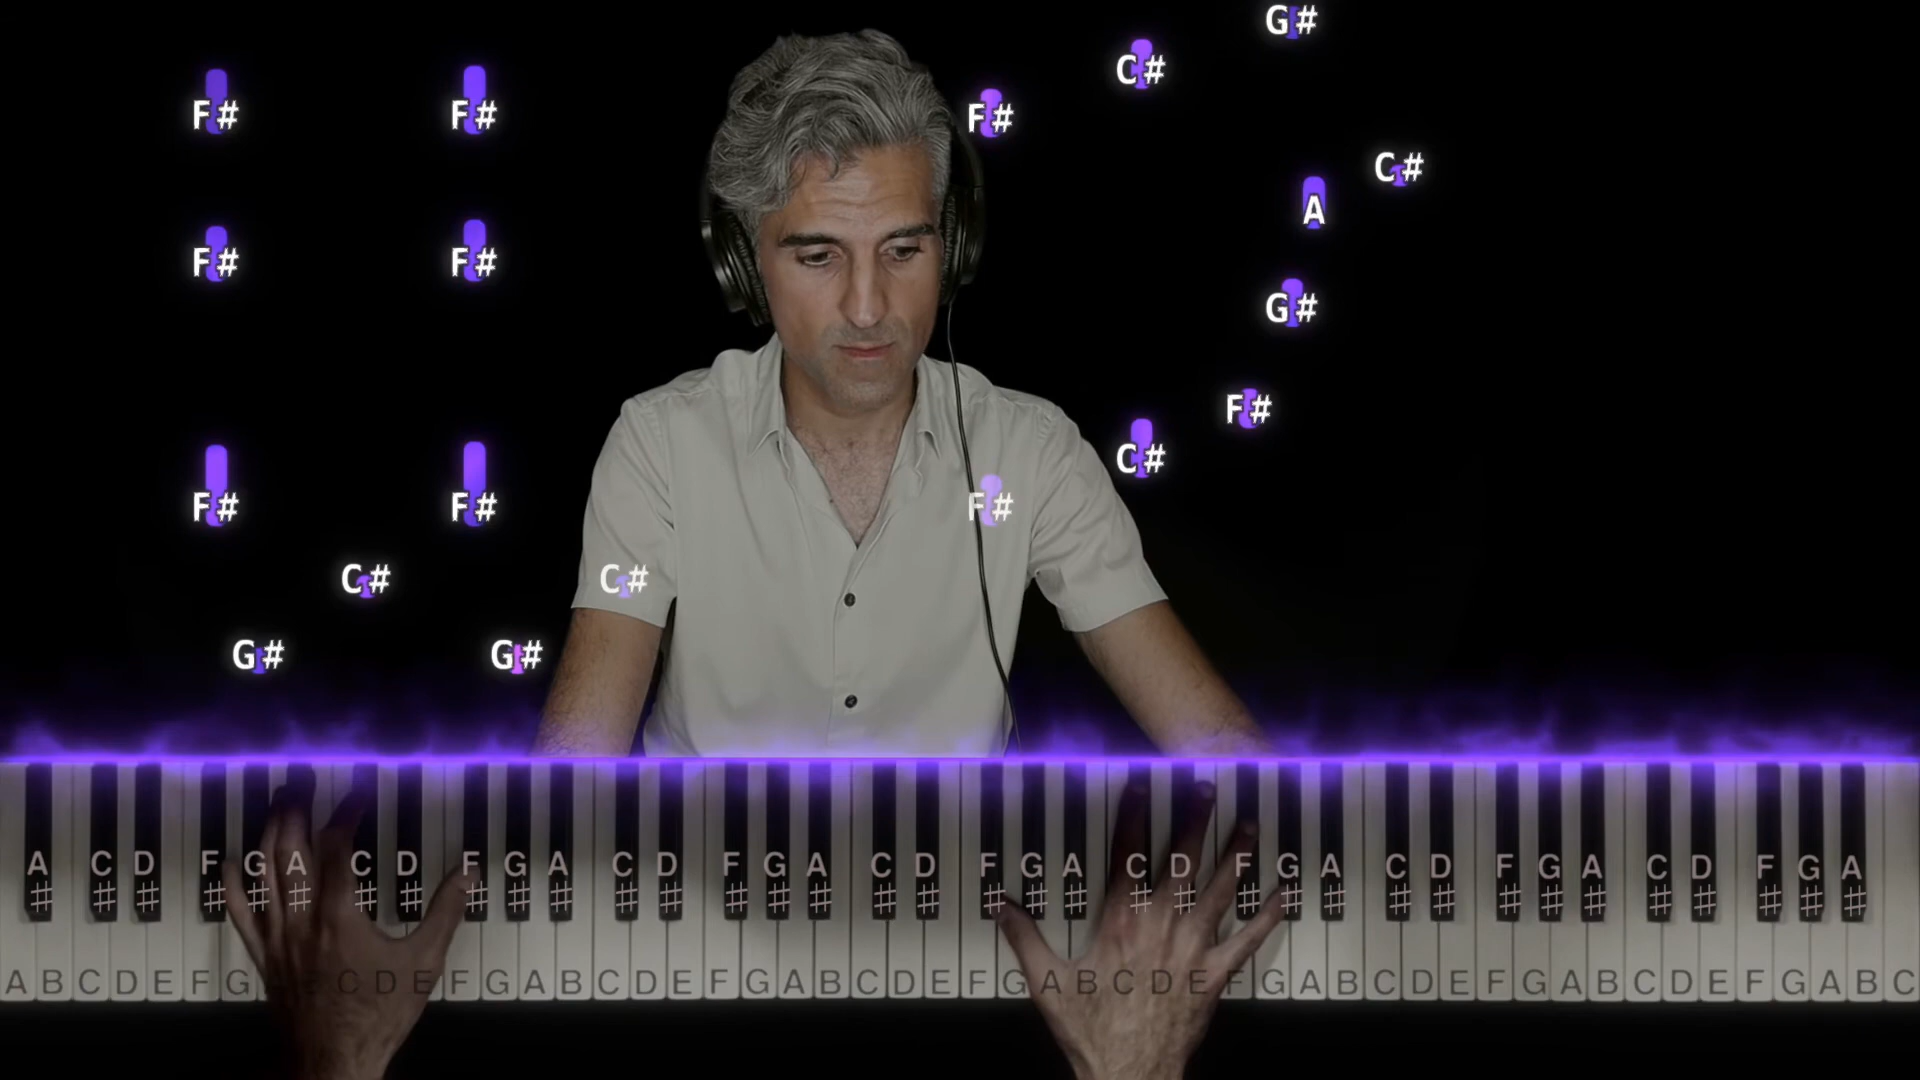 G#
C#
F# F# F#
C#
A
F# F#
G#
F#
C#
F# F# F#
C# C#
G# G#
A C D F G A C D F G A C D F G A C D F G A C D F G A C D F G A C D F G A
# # # # # # # # # # # # # # # # # # # # # # # # # # # # # # # # # # # #
A B C D E F G C D E F G A B C D E F G A B C D E F G A B C D E F G A B C D E F G A B C D E F G A B C